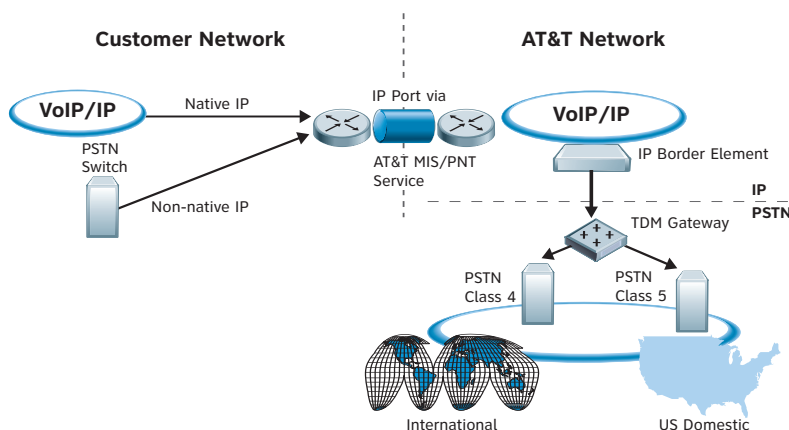 Customer Network
AT&T Network
VoIP/IP
Native IP
PSTN
Switch
Non-native IP
IP Port via
AT&T MIS/PNT
Service
VoIP/IP
IP Border Element
IP
PSTN
TDM Gateway
PSTN
Class 4
PSTN
Class 5
International
US Domestic